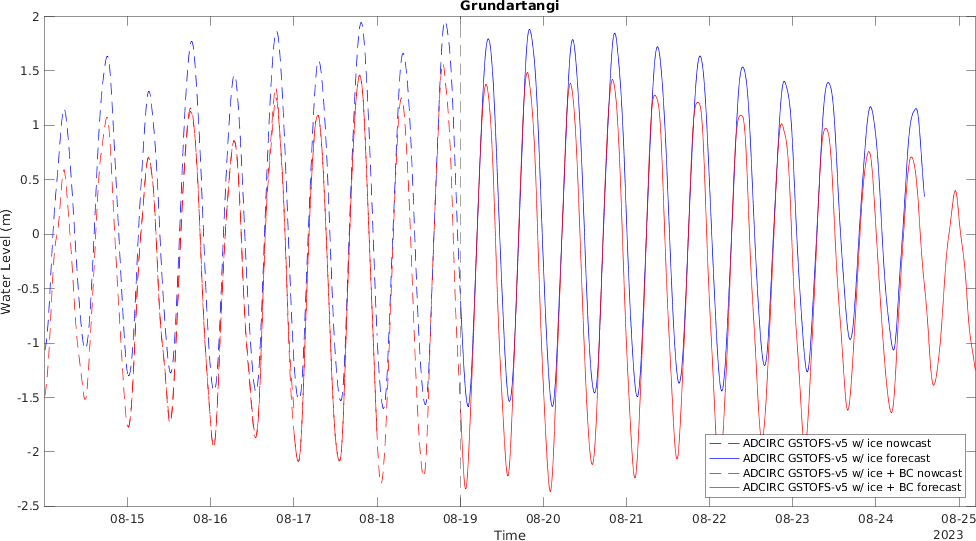 Grundartangi
Water Level (m)
2
1.5
1
0.5
0
-0.5
-1
-1.5
-2
-2.5
ADCIRC GSTOFS-v5 w/ ice nowcast
ADCIRC GSTOFS-v5 w/ ice forecast
ADCIRC GSTOFS-v5 w/ ice + BC nowcast
ADCIRC GSTOFS-v5 w/ ice + BC forecast
08-15 08-16 08-17 08-18 08-19 08-20 08-21 08-22 08-23 08-24 08-25
Time
2023